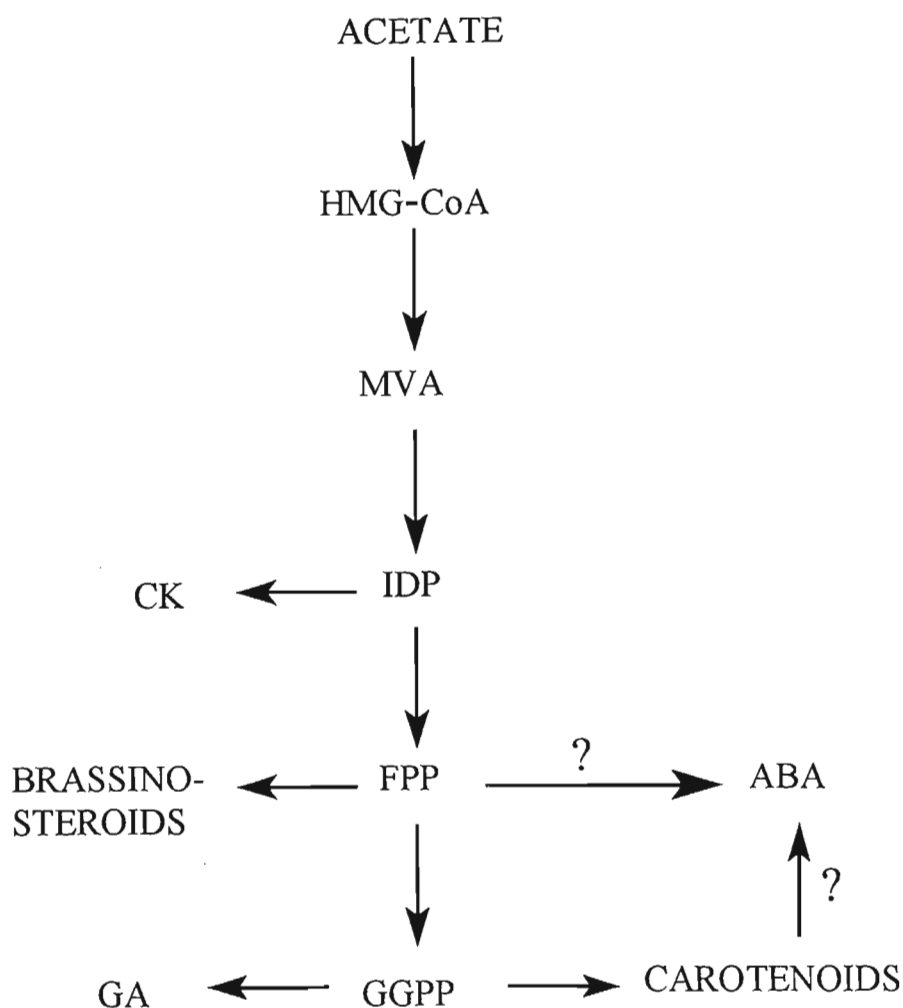 ACETATE
HMG-CoA
MVA
CK
IDP
?
BRASSINO-
STEROIDS
FPP
ABA
?
GA
GGPP
CAROTENOIDS